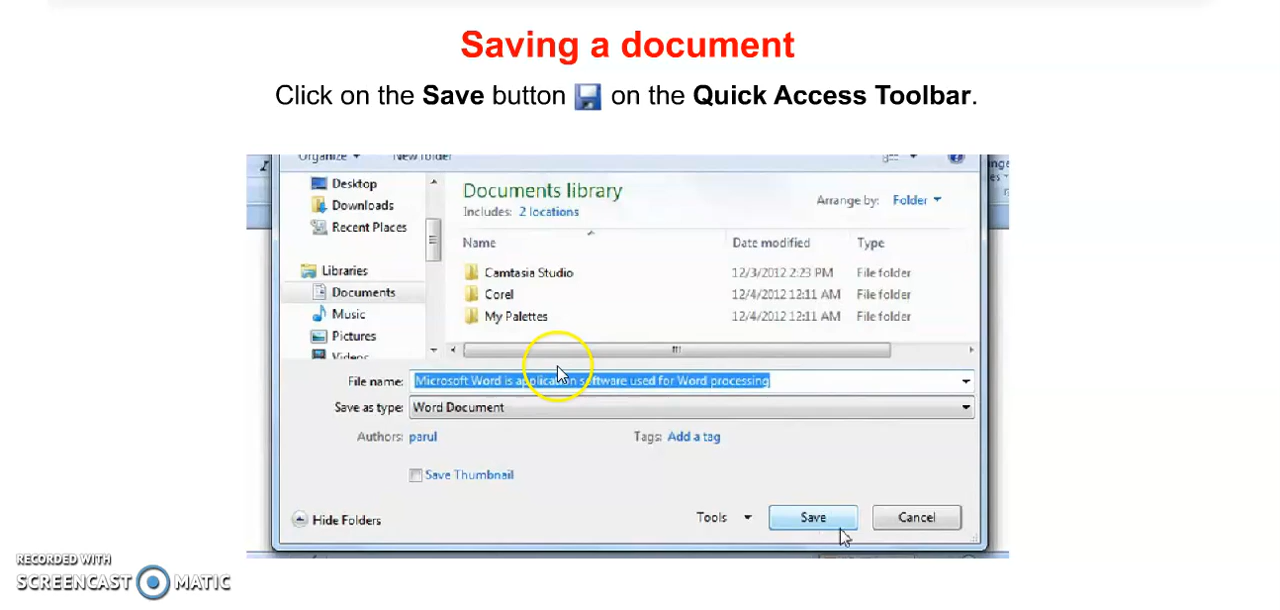 Saving a document
Click on the Save button on the Quick Access Toolbar.
Organize New folder
Desktop
Downloads
Recent Places
Libraries
Documents
Music
Pictures
Videos
Documents library
Includes: 2 locations
Arrange by: Folder
Name Date modified Type
Camtasia Studio 12/3/2012 2:23 PM File folder
Corel 12/4/2012 12:11 AM File folder
My Palettes 12/4/2012 12:11 AM File folder
File name: Microsoft Word is application software used for Word processing
Save as type: Word Document
Authors: parul Tags: Add a tag
Save Thumbnail
Hide Folders Tools Save Cancel
RECORDED WITH
SCREENCAST MATIC